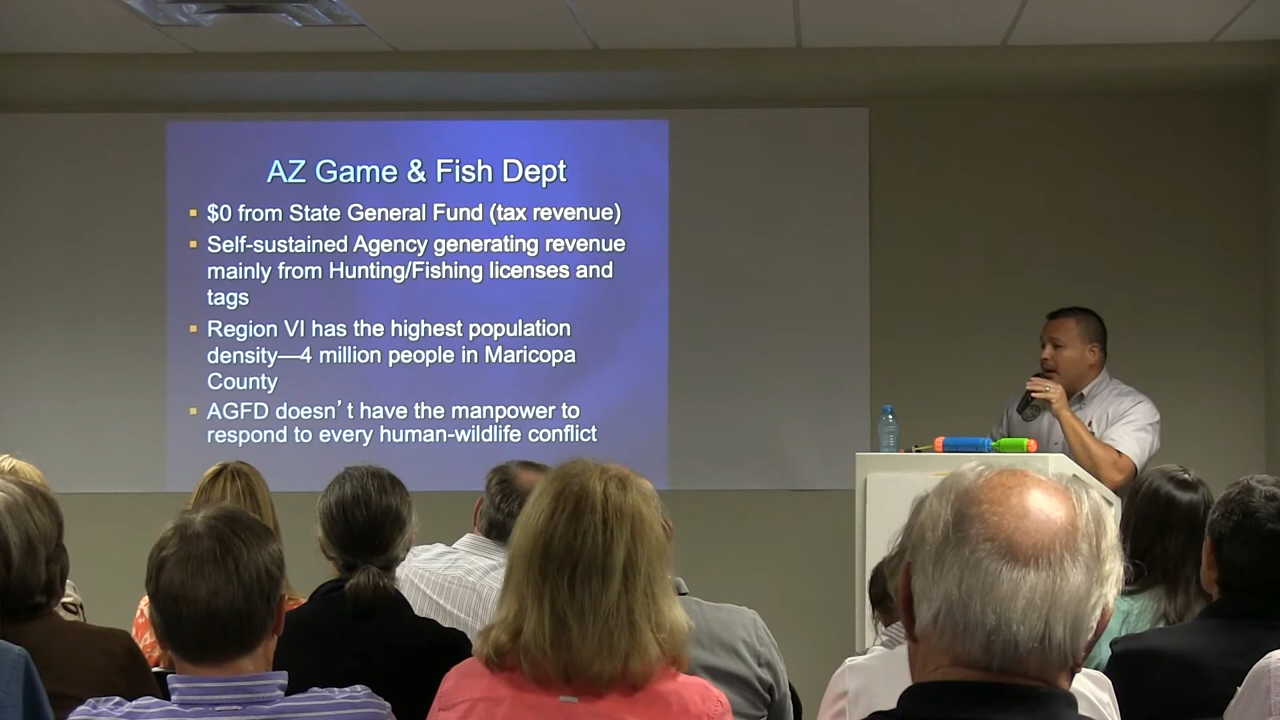 AZ Game & Fish Dept
▪ $0 from State General Fund (tax revenue)
▪ Self-sustained Agency generating revenue
mainly from Hunting/Fishing licenses and
tags
▪ Region VI has the highest population
density—4 million people in Maricopa
County
▪ AGFD doesn't have the manpower to
respond to every human-wildlife conflict